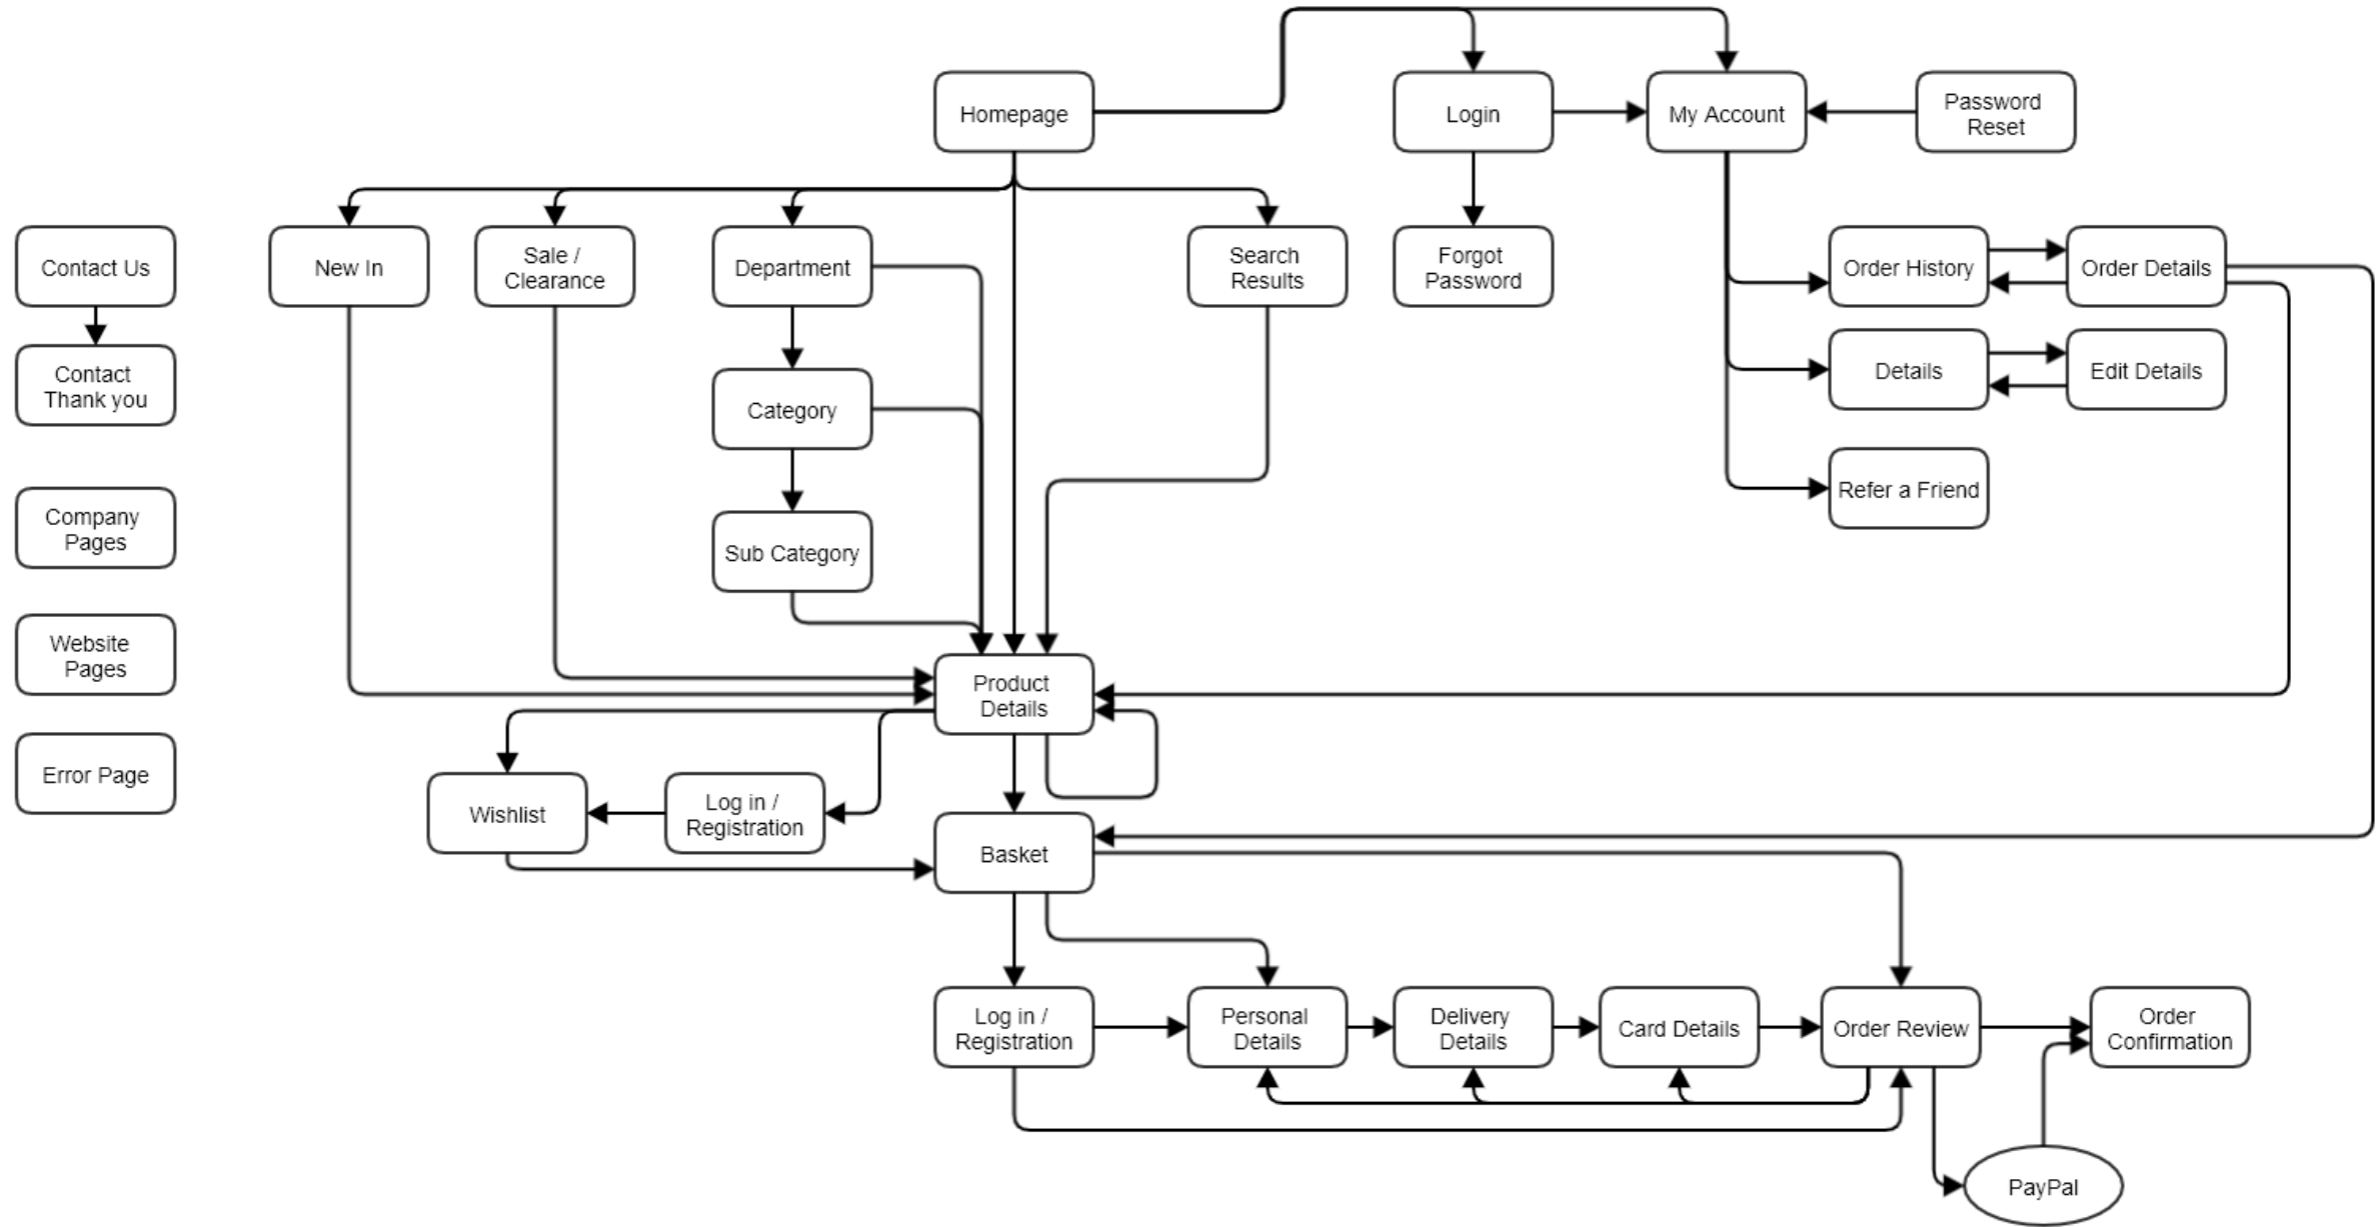 Homepage
Login
My Account
Password
Reset
Contact Us
New In
Sale /
Clearance
Department
Search
Results
Forgot
Password
Order History
Order Details
Contact
Thank you
Category
Details
Edit Details
Company
Pages
Sub Category
Refer a Friend
Website
Pages
Product
Details
Error Page
Wishlist
Log in /
Registration
Basket
Log in /
Registration
Personal
Details
Delivery
Details
Card Details
Order Review
Order
Confirmation
PayPal